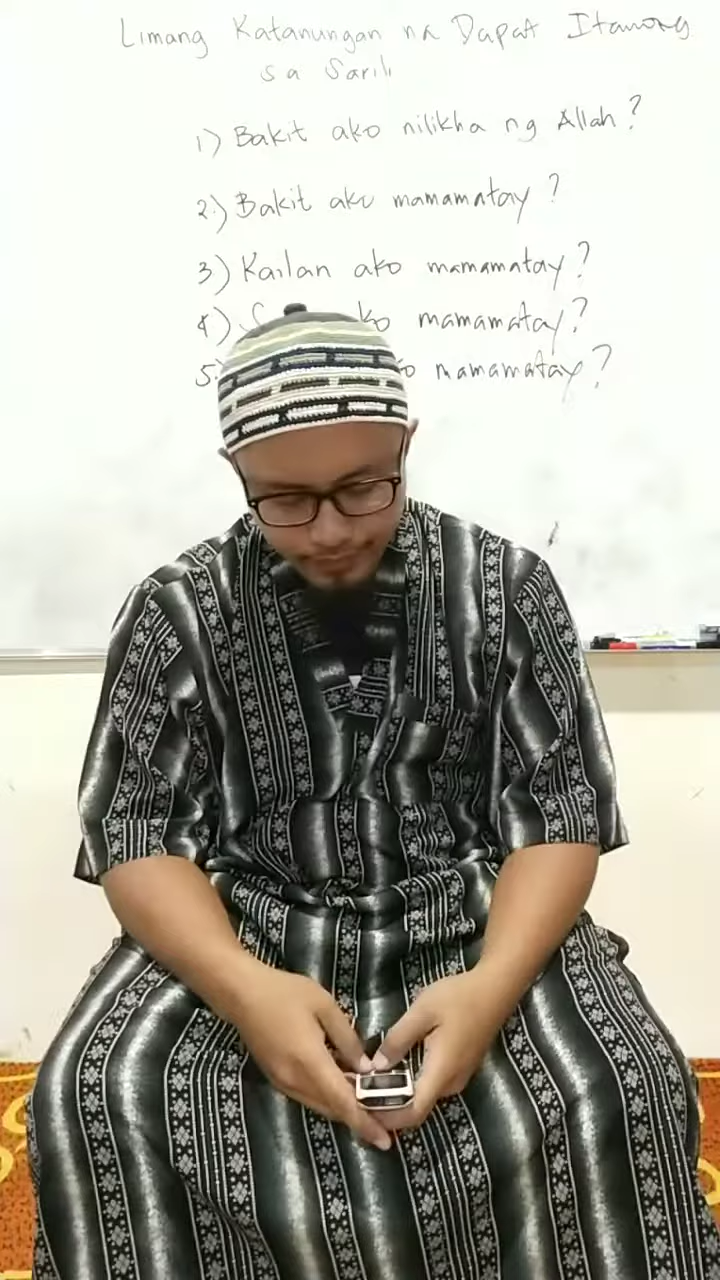 Limang Katanungan na Dapat Itanong
sa Sarili
1) Bakit ako nilikha ng Allah?
2.) Bakit ako mamamatay?
3) Kailan ako mamamatay?
4) mamamatay?
5. mamamatay?